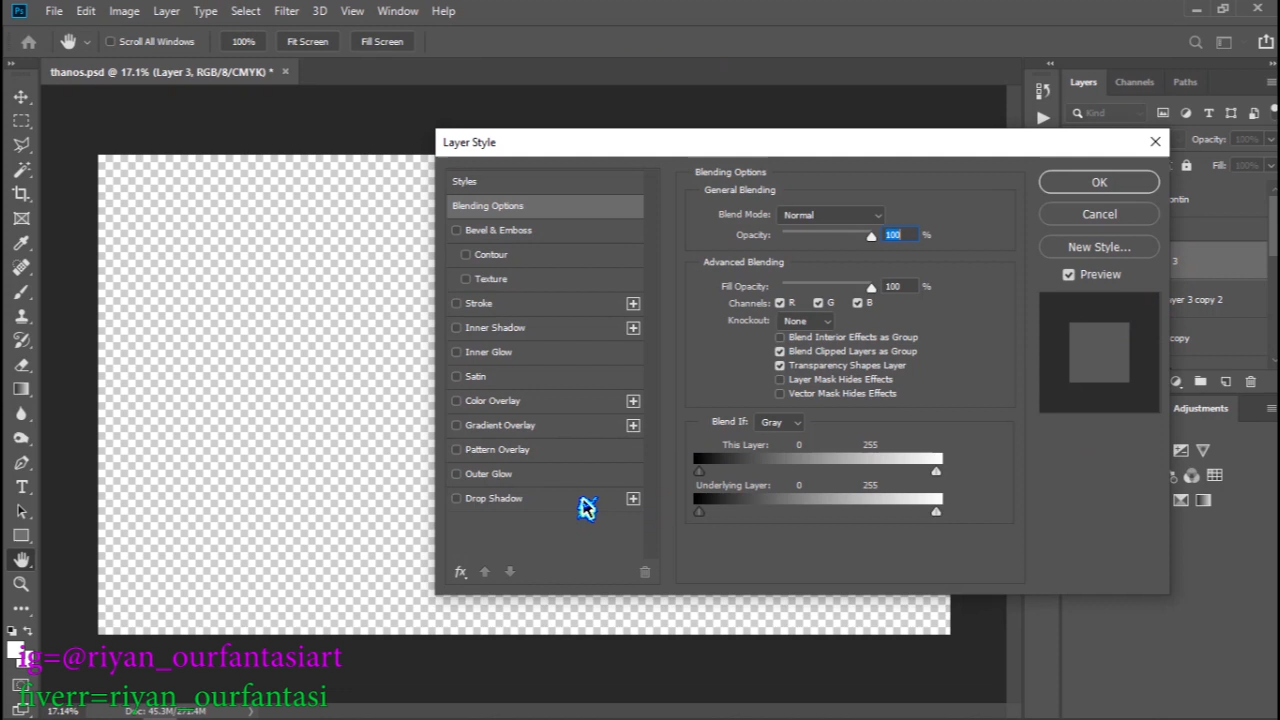 Ps File Edit Image Layer Type Select Filter 3D View Window Help
Scroll All Windows 100% Fit Screen Fill Screen
thanos.psd @ 17.1% (Layer 3, RGB/8/CMYK) *
Layers Channels Paths
Kind
Opacity: 100%
Fill: 100%
ontin
3
yer 3 copy 2
copy
Adjustments
Layer Style
Styles
Blending Options
Bevel & Emboss
Contour
Texture
Stroke
Inner Shadow
Inner Glow
Satin
Color Overlay
Gradient Overlay
Pattern Overlay
Outer Glow
Drop Shadow
fx
Blending Options
General Blending
Blend Mode: Normal
Opacity: 100 %
Advanced Blending
Fill Opacity: 100 %
Channels: R G B
Knockout: None
Blend Interior Effects as Group
Blend Clipped Layers as Group
Transparency Shapes Layer
Layer Mask Hides Effects
Vector Mask Hides Effects
Blend If: Gray
This Layer: 0 255
Underlying Layer: 0 255
OK
Cancel
New Style...
Preview
ig=@riyan_ourfantasiart
fiverr=riyan_ourfantasi
17.14%